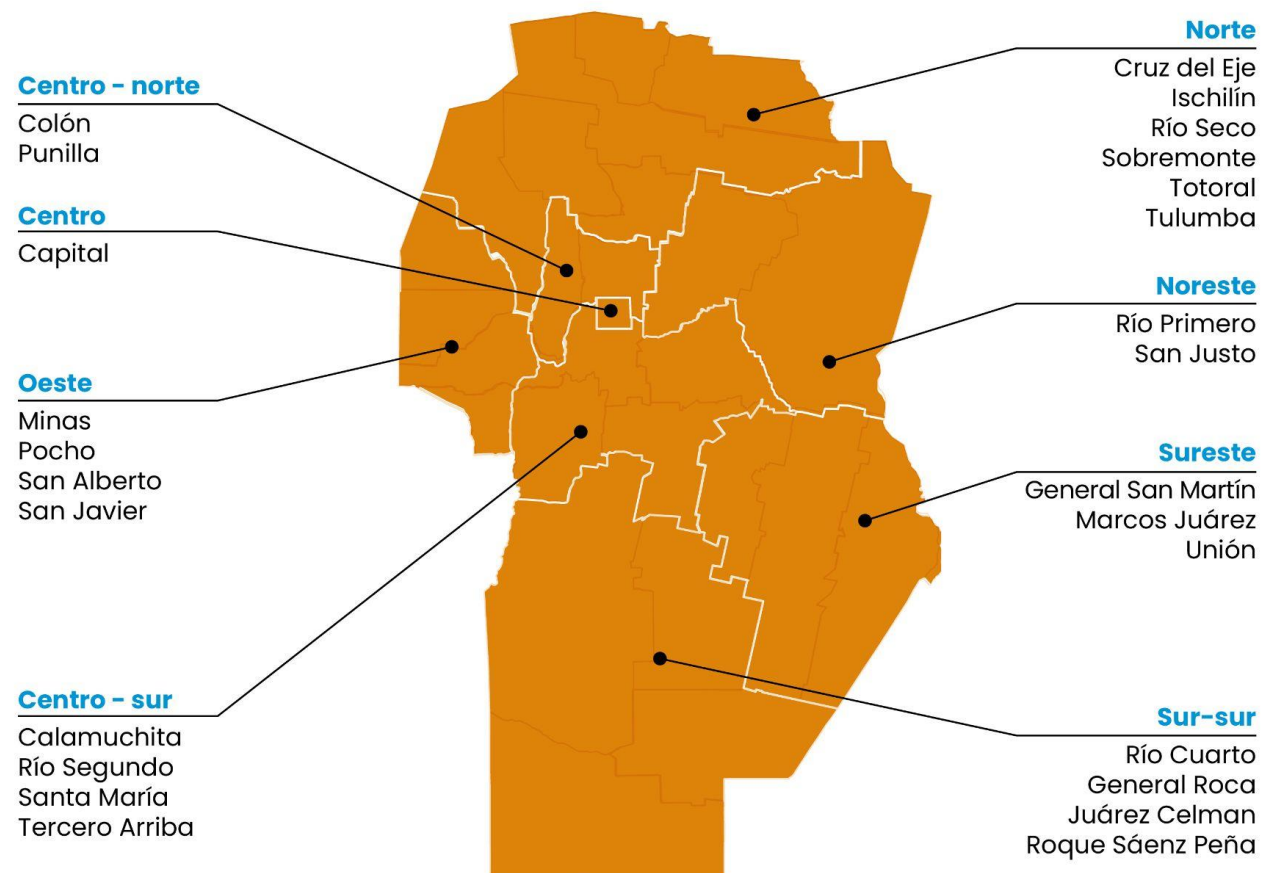 Centro - norte
Colón
Punilla
Centro
Capital
Oeste
Minas
Pocho
San Alberto
San Javier
Centro - sur
Calamuchita
Río Segundo
Santa María
Tercero Arriba
Norte
Cruz del Eje
Ischilín
Río Seco
Sobremonte
Totoral
Tulumba
Noreste
Río Primero
San Justo
Sureste
General San Martín
Marcos Juárez
Unión
Sur-sur
Río Cuarto
General Roca
Juárez Celman
Roque Sáenz Peña